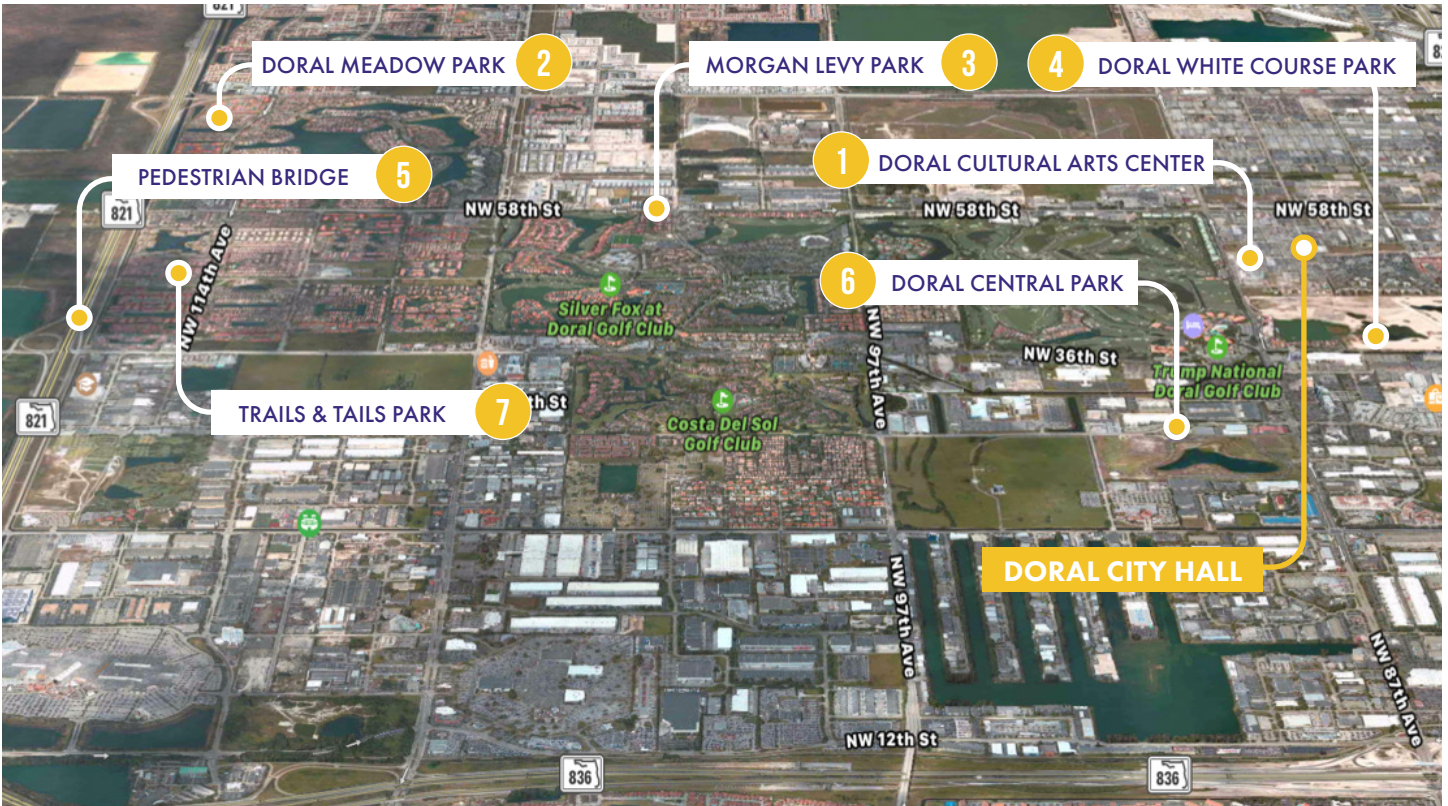 821
DORAL MEADOW PARK 2
MORGAN LEVY PARK 3
4 DORAL WHITE COURSE PARK
1 DORAL CULTURAL ARTS CENTER
PEDESTRIAN BRIDGE 5
821
NW 58th St
NW 58th St
NW 58th St
NW 114th Ave
6 DORAL CENTRAL PARK
Silver Fox at
Doral Golf Club
NW 97th Ave
NW 36th St
Trump National
Doral Golf Club
TRAILS & TAILS PARK 7
th St
821
Costa Del Sol
Golf Club
DORAL CITY HALL
NW 97th Ave
NW 87th Ave
NW 12th St
836
836